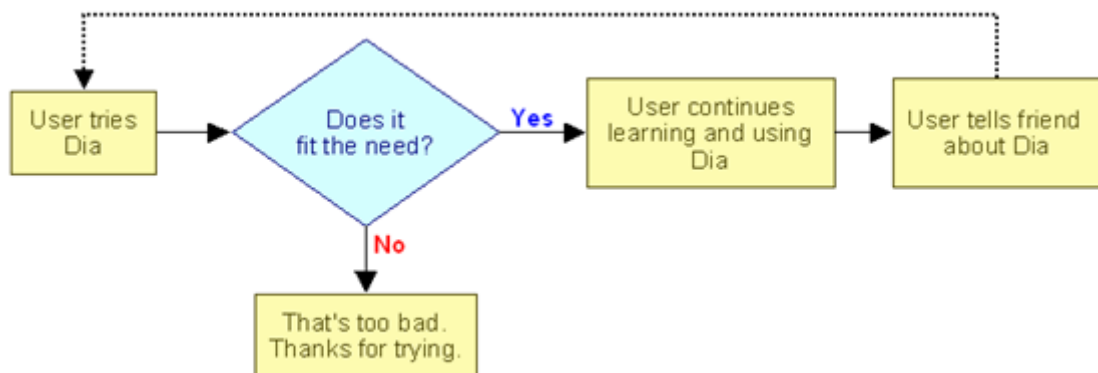 User tries
Dia
Does it
fit the need?
Yes
User continues
learning and using
Dia
User tells friend
about Dia
No
That's too bad.
Thanks for trying.